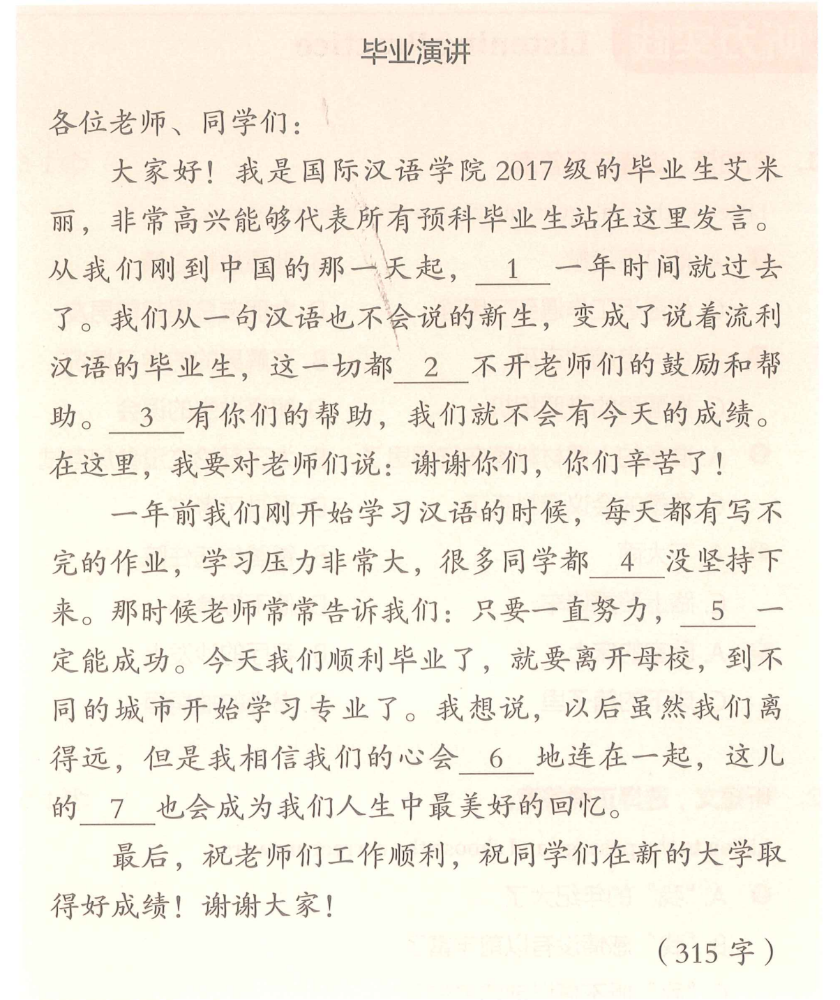 毕业演讲
各位老师、同学们：
大家好！我是国际汉语学院 2017 级的毕业生艾米
丽，非常高兴能够代表所有预科毕业生站在这里发言。
从我们刚到中国的那一天起，__1__一年时间就过去
了。我们从一句汉语也不会说的新生，变成了说着流利
汉语的毕业生，这一切都__2__不开老师们的鼓励和帮
助。__3__有你们的帮助，我们就不会有今天的成绩。
在这里，我要对老师们说：谢谢你们，你们辛苦了！
一年前我们刚开始学习汉语的时候，每天都有写不
完的作业，学习压力非常大，很多同学都__4__没坚持下
来。那时候老师常常告诉我们：只要一直努力，__5__一
定能成功。今天我们顺利毕业了，就要离开母校，到不
同的城市开始学习专业了。我想说，以后虽然我们离
得远，但是我相信我们的心会__6__地连在一起，这儿
的__7__也会成为我们人生中最美好的回忆。
最后，祝老师们工作顺利，祝同学们在新的大学取
得好成绩！谢谢大家！
（315 字）